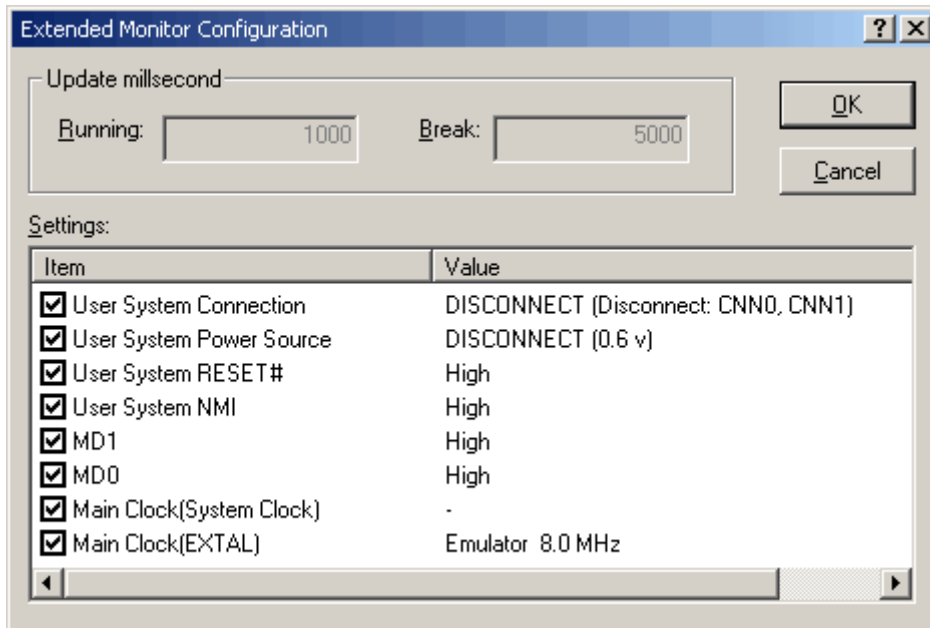 Extended Monitor Configuration
Update millsecond
Running: 1000 Break: 5000
OK
Cancel
Settings:
Item Value
User System Connection DISCONNECT (Disconnect: CNN0, CNN1)
User System Power Source DISCONNECT (0.6 v)
User System RESET# High
User System NMI High
MD1 High
MD0 High
Main Clock(System Clock) -
Main Clock(EXTAL) Emulator 8.0 MHz